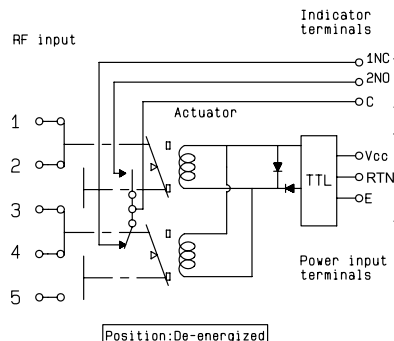 Indicator
terminals
RF input
1NC
2NO
C
Actuator
1
2
3
4
5
TTL
Vcc
RTN
E
Power input
terminals
Position:De-energized